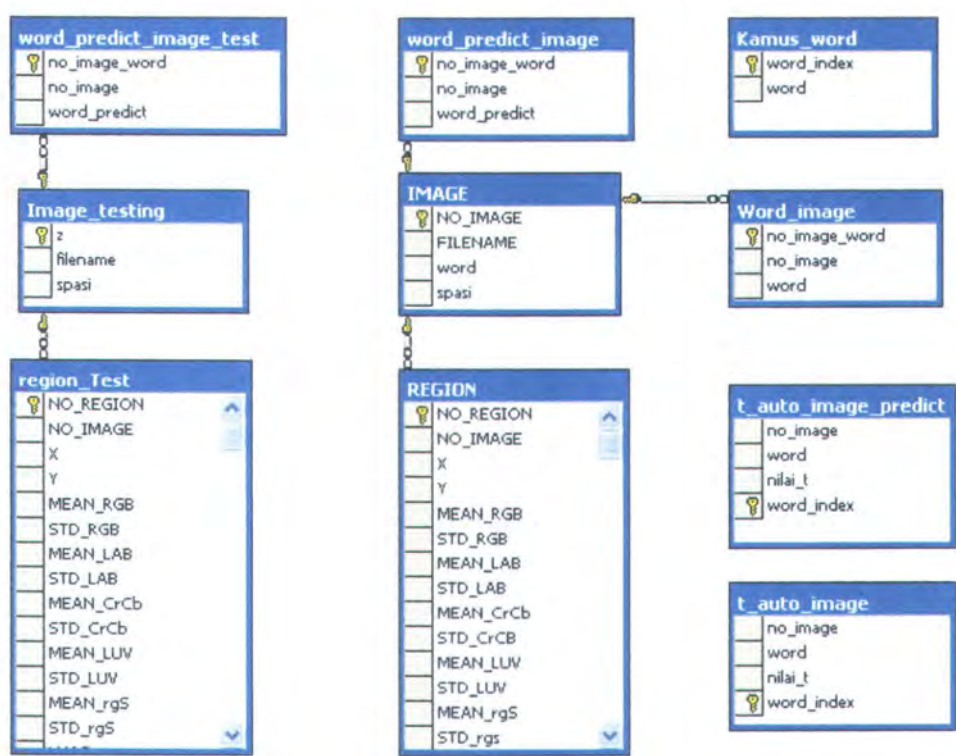 word_predict_image_test
no_image_word
no_image
word_predict
Image_testing
z
filename
spasi
region_Test
NO_REGION
NO_IMAGE
X
Y
MEAN_RGB
STD_RGB
MEAN_LAB
STD_LAB
MEAN_CrCb
STD_CrCb
MEAN_LUV
STD_LUV
MEAN_rgS
STD_rgS
word_predict_image
no_image_word
no_image
word_predict
IMAGE
NO_IMAGE
FILENAME
word
spasi
REGION
NO_REGION
NO_IMAGE
X
Y
MEAN_RGB
STD_RGB
MEAN_LAB
STD_LAB
MEAN_CrCb
STD_CrCB
MEAN_LUV
STD_LUV
MEAN_rgS
STD_rgs
Kamus_word
word_index
word
Word_image
no_image_word
no_image
word
t_auto_image_predict
no_image
word
nilai_t
word_index
t_auto_image
no_image
word
nilai_t
word_index